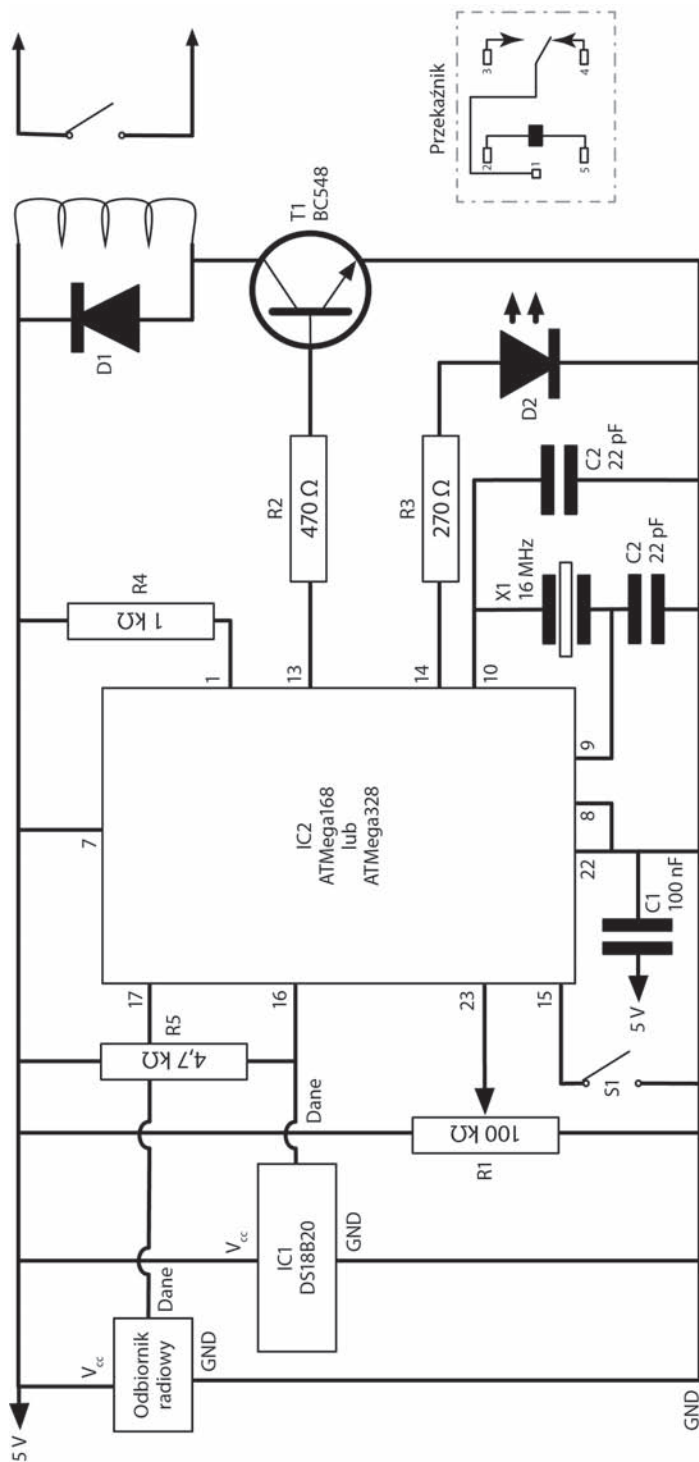 5 V
V_cc
Odbiornik
radiowy
GND
Dane
V_cc
IC1
DS18B20
GND
Dane
R5
4,7 kΩ
R1
100 kΩ
S1
5 V
C1
100 nF
17
16
23
15
7
22
8
9
IC2
ATMega168
lub
ATMega328
1
13
14
10
R4
1 kΩ
R2
470 Ω
R3
270 Ω
X1
16 MHz
C2
22 pF
C2
22 pF
D1
D2
T1
BC548
Przekaźnik
2
1
5
3
4
GND